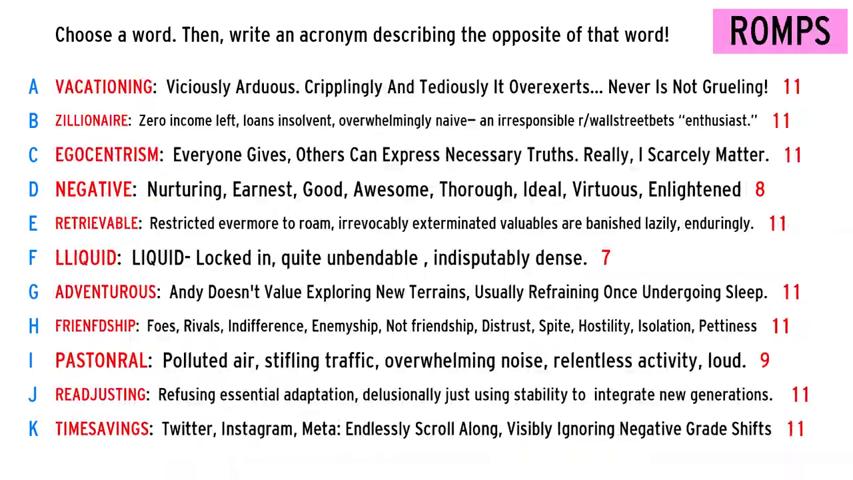 Choose a word. Then, write an acronym describing the opposite of that word!
ROMPS
A VACATIONING: Viciously Arduous. Cripplingly And Tediously It Overexerts... Never Is Not Grueling! 11
B ZILLIONAIRE: Zero income left, loans insolvent, overwhelmingly naive– an irresponsible r/wallstreetbets “enthusiast.” 11
C EGOCENTRISM: Everyone Gives, Others Can Express Necessary Truths. Really, I Scarcely Matter. 11
D NEGATIVE: Nurturing, Earnest, Good, Awesome, Thorough, Ideal, Virtuous, Enlightened 8
E RETRIEVABLE: Restricted evermore to roam, irrevocably exterminated valuables are banished lazily, enduringly. 11
F LLIQUID: LIQUID- Locked in, quite unbendable , indisputably dense. 7
G ADVENTUROUS: Andy Doesn't Value Exploring New Terrains, Usually Refraining Once Undergoing Sleep. 11
H FRIENFDSHIP: Foes, Rivals, Indifference, Enemyship, Not friendship, Distrust, Spite, Hostility, Isolation, Pettiness 11
I PASTONRAL: Polluted air, stifling traffic, overwhelming noise, relentless activity, loud. 9
J READJUSTING: Refusing essential adaptation, delusionally just using stability to integrate new generations. 11
K TIMESAVINGS: Twitter, Instagram, Meta: Endlessly Scroll Along, Visibly Ignoring Negative Grade Shifts 11